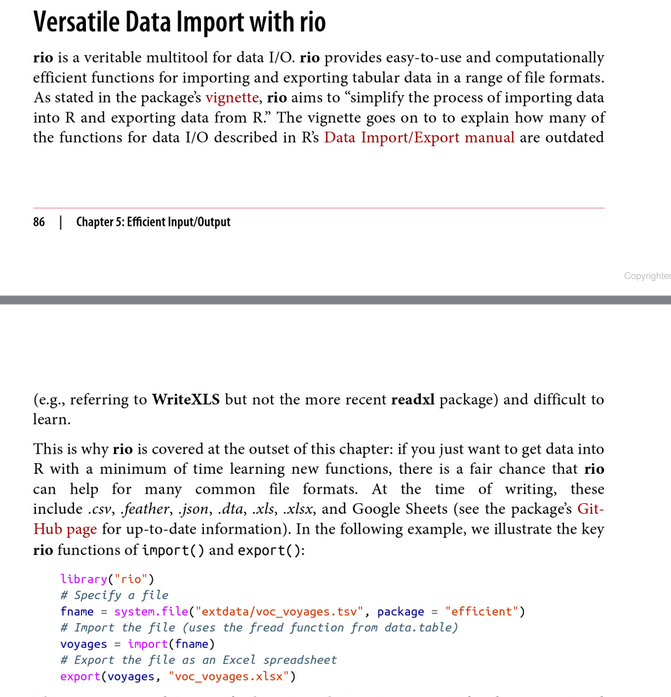 Versatile Data Import with rio
rio is a veritable multitool for data I/O. rio provides easy-to-use and computationally
efficient functions for importing and exporting tabular data in a range of file formats.
As stated in the package’s vignette, rio aims to “simplify the process of importing data
into R and exporting data from R.” The vignette goes on to to explain how many of
the functions for data I/O described in R’s Data Import/Export manual are outdated
86 | Chapter 5: Efficient Input/Output
Copyrighted
(e.g., referring to WriteXLS but not the more recent readxl package) and difficult to
learn.
This is why rio is covered at the outset of this chapter: if you just want to get data into
R with a minimum of time learning new functions, there is a fair chance that rio
can help for many common file formats. At the time of writing, these
include .csv, .feather, .json, .dta, .xls, .xlsx, and Google Sheets (see the package’s Git-
Hub page for up-to-date information). In the following example, we illustrate the key
rio functions of import() and export():
library("rio")
# Specify a file
fname = system.file("extdata/voc_voyages.tsv", package = "efficient")
# Import the file (uses the fread function from data.table)
voyages = import(fname)
# Export the file as an Excel spreadsheet
export(voyages, "voc_voyages.xlsx")